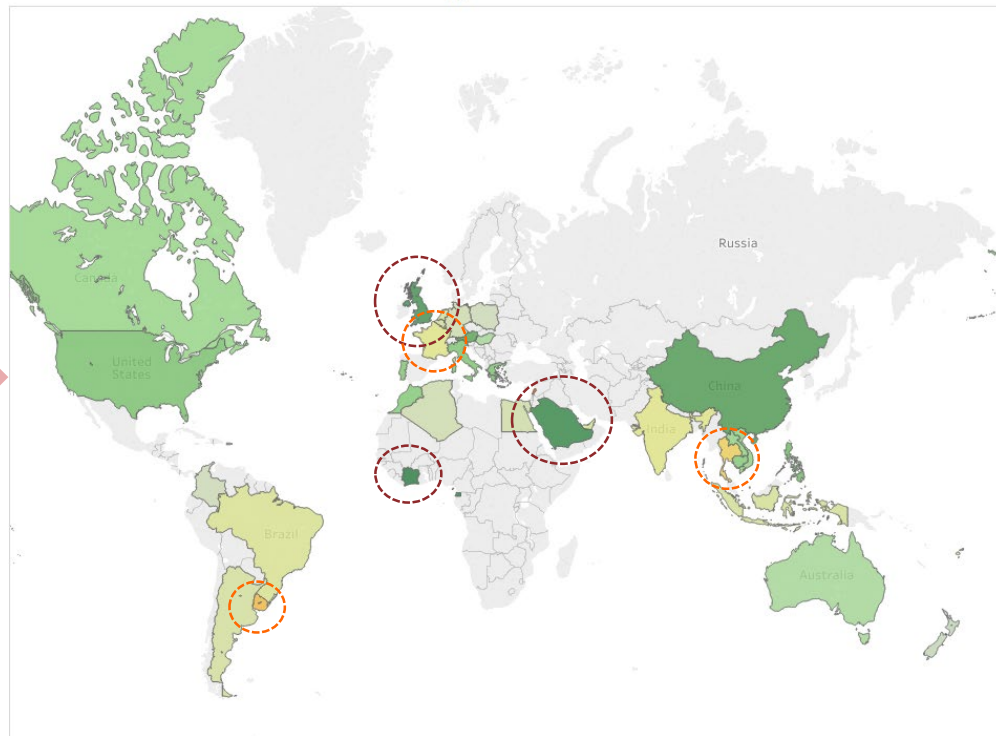 Russia
Canada
United
States
China
India
Brazil
Australia